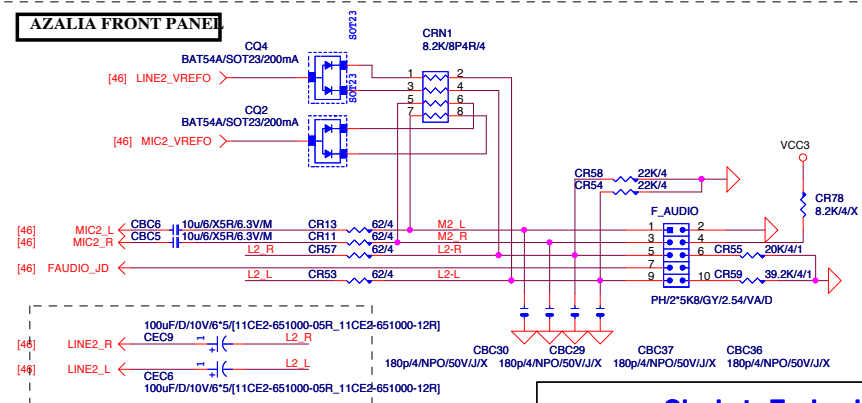 AZALIA FRONT PANEL
SOT23
CRN1
8.2K/8P4R/4
CQ4
BAT54A/SOT23/200mA
[46] LINE2_VREFO
1 2
3 4
5 6
7 8
SOT23
CQ2
BAT54A/SOT23/200mA
[46] MIC2_VREFO
VCC3
CR58 22K/4
CR54 22K/4
CR78
8.2K/4/X
F_AUDIO
[46] MIC2_L CBC6 10u/6/X5R/6.3V/M CR13 62/4 M2_L 1 2
[46] MIC2_R CBC5 10u/6/X5R/6.3V/M CR11 62/4 M2_R 3 4
L2_R CR57 62/4 L2-R 5 6 CR55 20K/4/1
[46] FAUDIO_JD 7
L2_L CR53 62/4 L2-L 9 10 CR59 39.2K/4/1
PH/2*5K8/GY/2.54/VA/D
100uF/D/10V/6*5/[11CE2-651000-05R_11CE2-651000-12R]
[46] LINE2_R CEC9 1 + L2_R
[46] LINE2_L 1 + L2_L
CEC6
100uF/D/10V/6*5/[11CE2-651000-05R_11CE2-651000-12R]
CBC30 CBC29 CBC37 CBC36
180p/4/NPO/50V/J/X 180p/4/NPO/50V/J/X 180p/4/NPO/50V/J/X 180p/4/NPO/50V/J/X